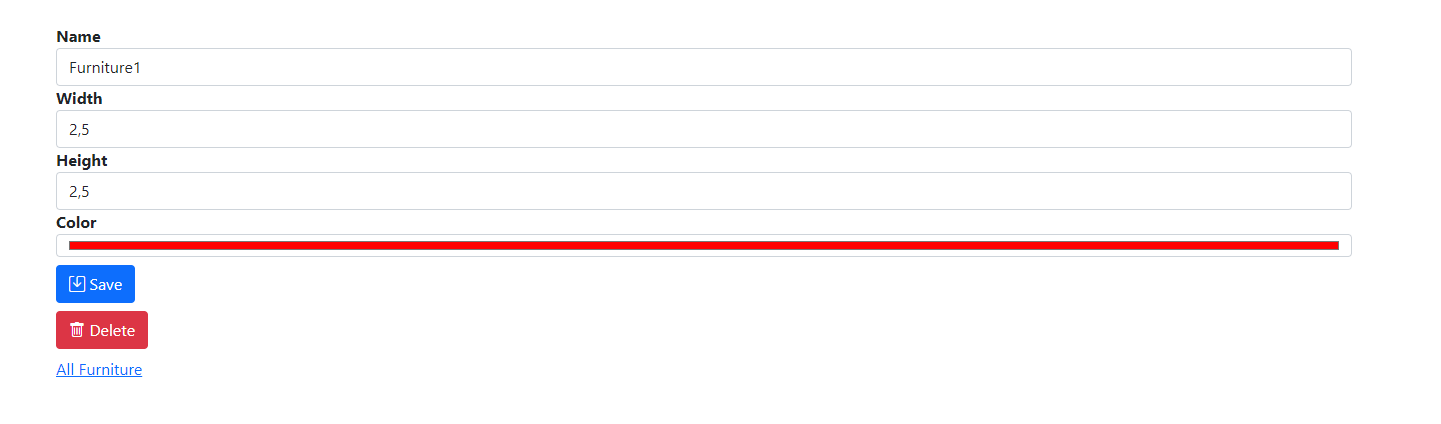 Name
Furniture1
Width
2,5
Height
2,5
Color
Save
Delete
All Furniture